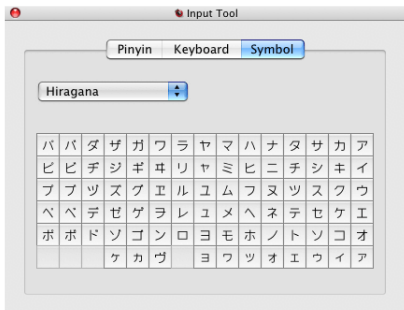 Input Tool
Pinyin Keyboard Symbol
Hiragana
パ バ ダ ザ ガ ワ ラ ヤ マ ハ ナ タ サ カ ア
ピ ビ ヂ ジ ギ ヰ リ ャ ミ ヒ ニ チ シ キ イ
プ ブ ヅ ズ グ ヱ ル ユ ム フ ヌ ツ ス ク ウ
ペ ベ デ ゼ ゲ ヲ レ ュ メ ヘ ネ テ セ ケ エ
ポ ボ ド ゾ ゴ ン ロ ヨ モ ホ ノ ト ソ コ オ
ヶ ヵ ヴ ョ ヮ ッ ォ ェ ゥ ィ ァ